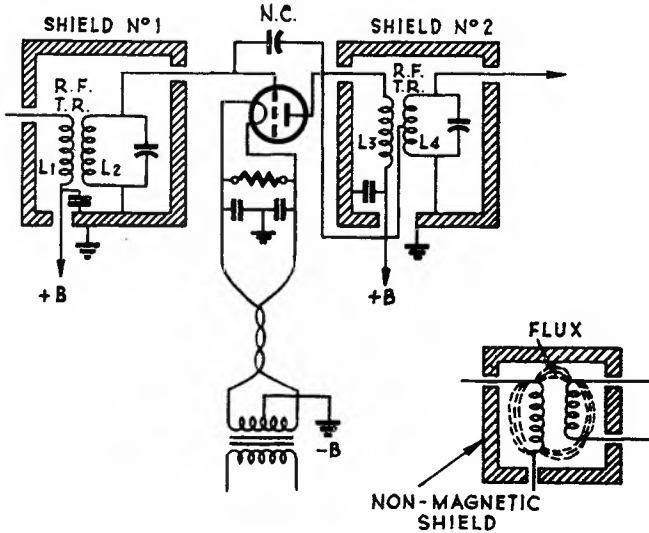 SHIELD Nº1
N.C.
SHIELD Nº2
R.F.
T.R.
L1
L2
R.F.
T.R.
L3
L4
+B
+B
-B
FLUX
NON-MAGNETIC
SHIELD